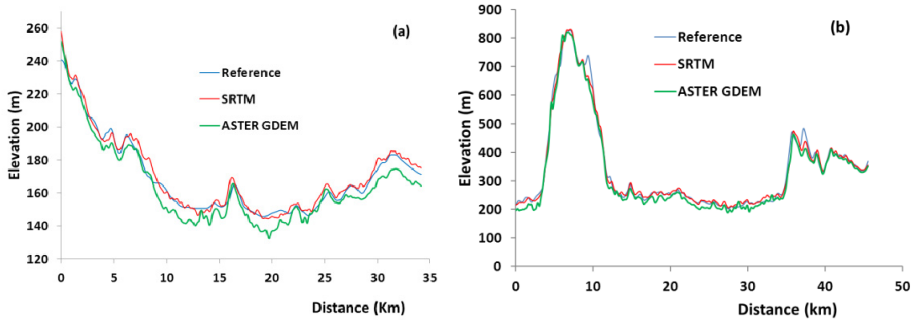 (a)
Elevation (m)
260
240
220
200
180
160
140
120
0
5
10
15
20
25
30
35
Distance (Km)
Reference
SRTM
ASTER GDEM
(b)
Elevation (m)
900
800
700
600
500
400
300
200
100
0
0
10
20
30
40
50
Distance (km)
Reference
SRTM
ASTER GDEM